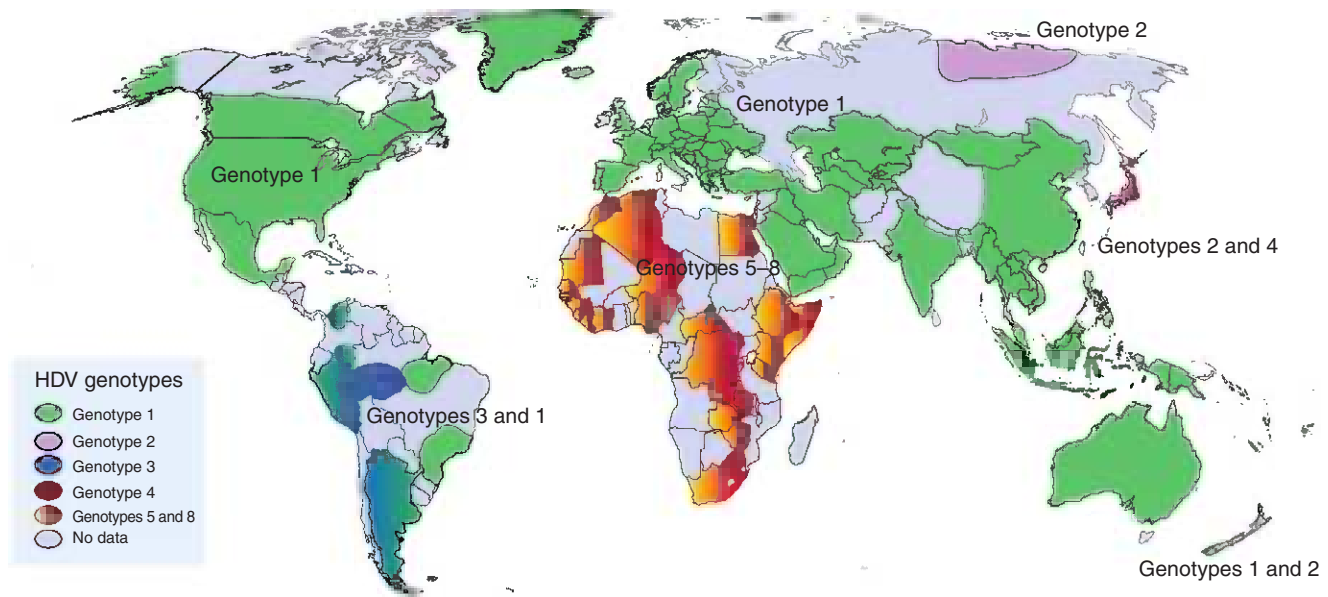 Genotype 2
Genotype 1
Genotype 1
Genotypes 2 and 4
Genotypes 5–8
Genotypes 3 and 1
HDV genotypes
Genotype 1
Genotype 2
Genotype 3
Genotype 4
Genotypes 5 and 8
No data
Genotypes 1 and 2